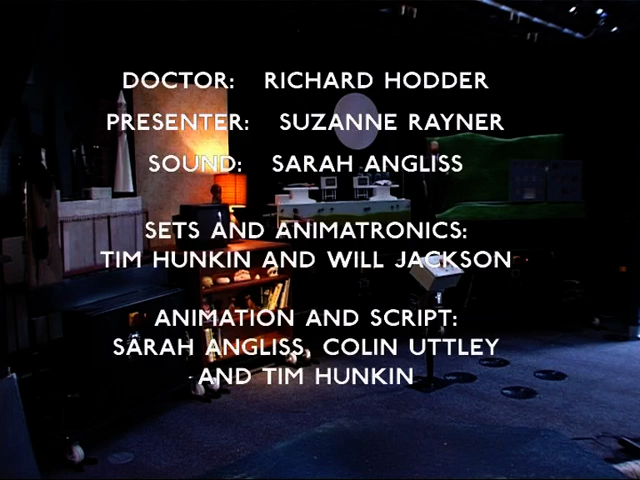 DOCTOR: RICHARD HODDER
PRESENTER: SUZANNE RAYNER
SOUND: SARAH ANGLISS
SETS AND ANIMATRONICS:
TIM HUNKIN AND WILL JACKSON
ANIMATION AND SCRIPT:
SARAH ANGLISS, COLIN UTTLEY
AND TIM HUNKIN